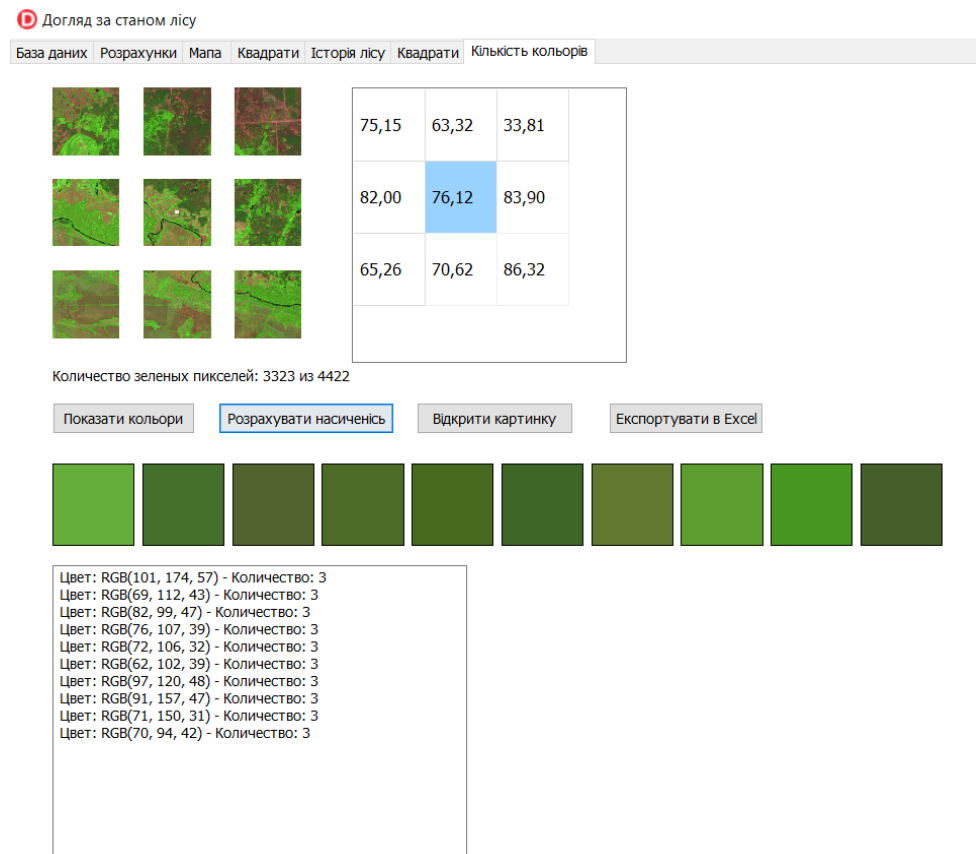 Догляд за станом лісу
База даних Розрахунки Мапа Квадрати Історія лісу Квадрати Кількість кольорів
75,15 63,32 33,81
82,00 76,12 83,90
65,26 70,62 86,32
Количество зеленых пикселей: 3323 из 4422
Показати кольори Розрахувати насиченісь Відкрити картинку Експортувати в Excel
Цвет: RGB(101, 174, 57) - Количество: 3
Цвет: RGB(69, 112, 43) - Количество: 3
Цвет: RGB(82, 99, 47) - Количество: 3
Цвет: RGB(76, 107, 39) - Количество: 3
Цвет: RGB(72, 106, 32) - Количество: 3
Цвет: RGB(62, 102, 39) - Количество: 3
Цвет: RGB(97, 120, 48) - Количество: 3
Цвет: RGB(91, 157, 47) - Количество: 3
Цвет: RGB(71, 150, 31) - Количество: 3
Цвет: RGB(70, 94, 42) - Количество: 3